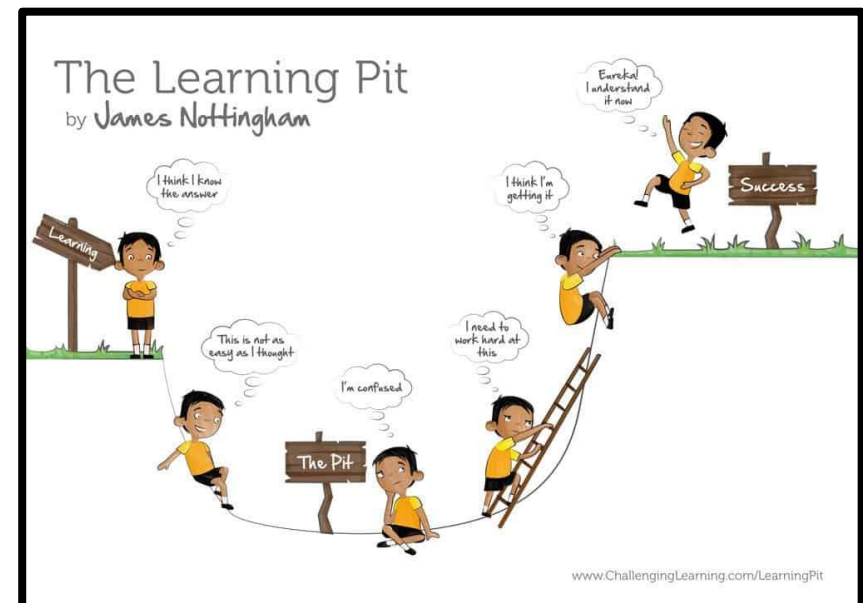 The Learning Pit
by James Nottingham
Eureka!
I understand
it now
I think I know
the answer
I think I'm
getting it
Success
Learning
This is not as
easy as I thought
I need to
work hard at
this
I'm confused
The Pit
www.ChallengingLearning.com/LearningPit